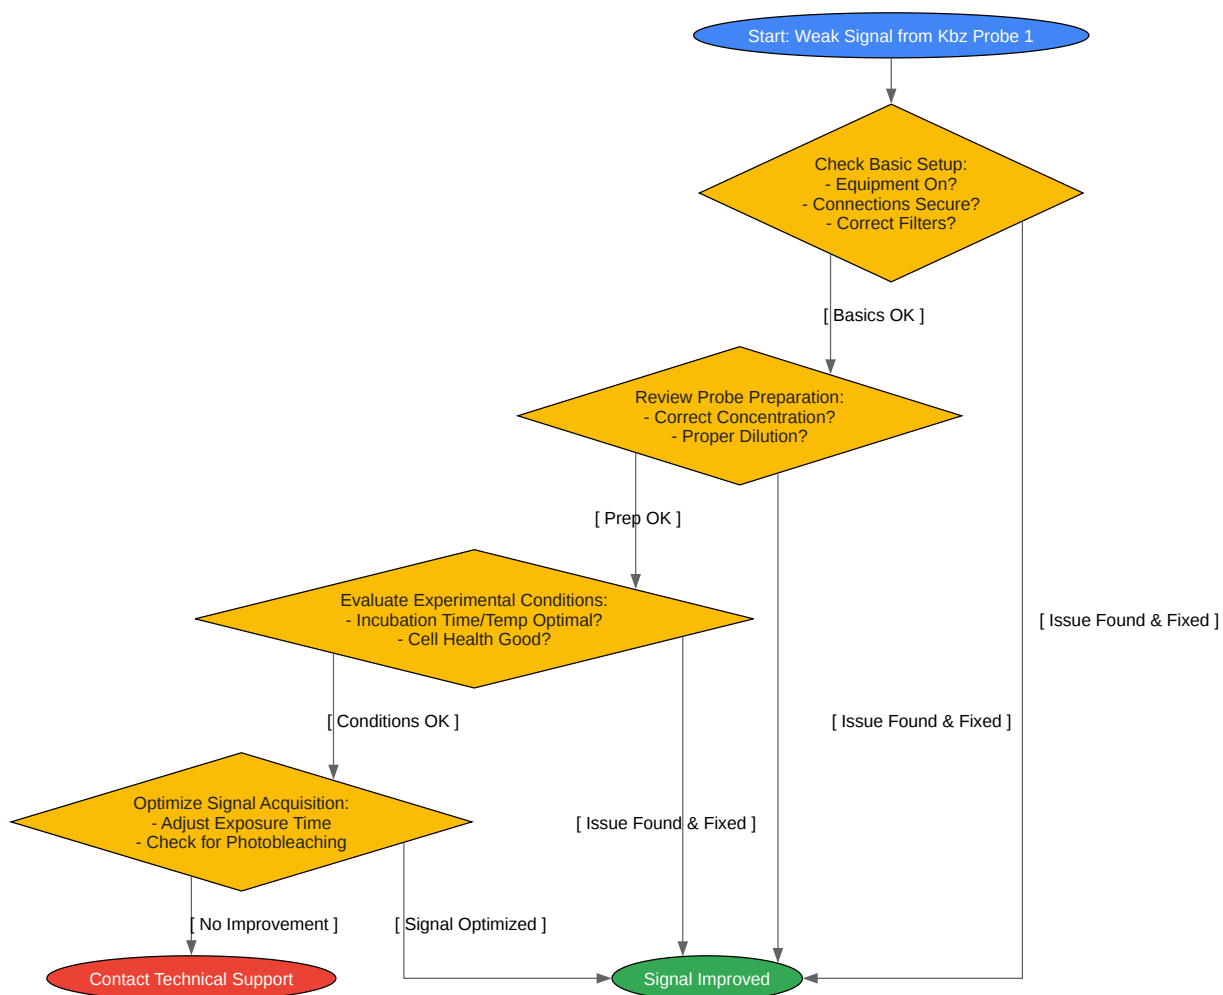 Start: Weak Signal from Kbz Probe 1
Check Basic Setup:
- Equipment On?
- Connections Secure?
- Correct Filters?
[ Basics OK ]
Review Probe Preparation:
- Correct Concentration?
- Proper Dilution?
[ Prep OK ]
Evaluate Experimental Conditions:
- Incubation Time/Temp Optimal?
- Cell Health Good?
[ Issue Found & Fixed ]
[ Conditions OK ]
[ Issue Found & Fixed ]
Optimize Signal Acquisition:
- Adjust Exposure Time
- Check for Photobleaching
[ Issue Found & Fixed ]
[ No Improvement ]
[ Signal Optimized ]
Contact Technical Support
Signal Improved